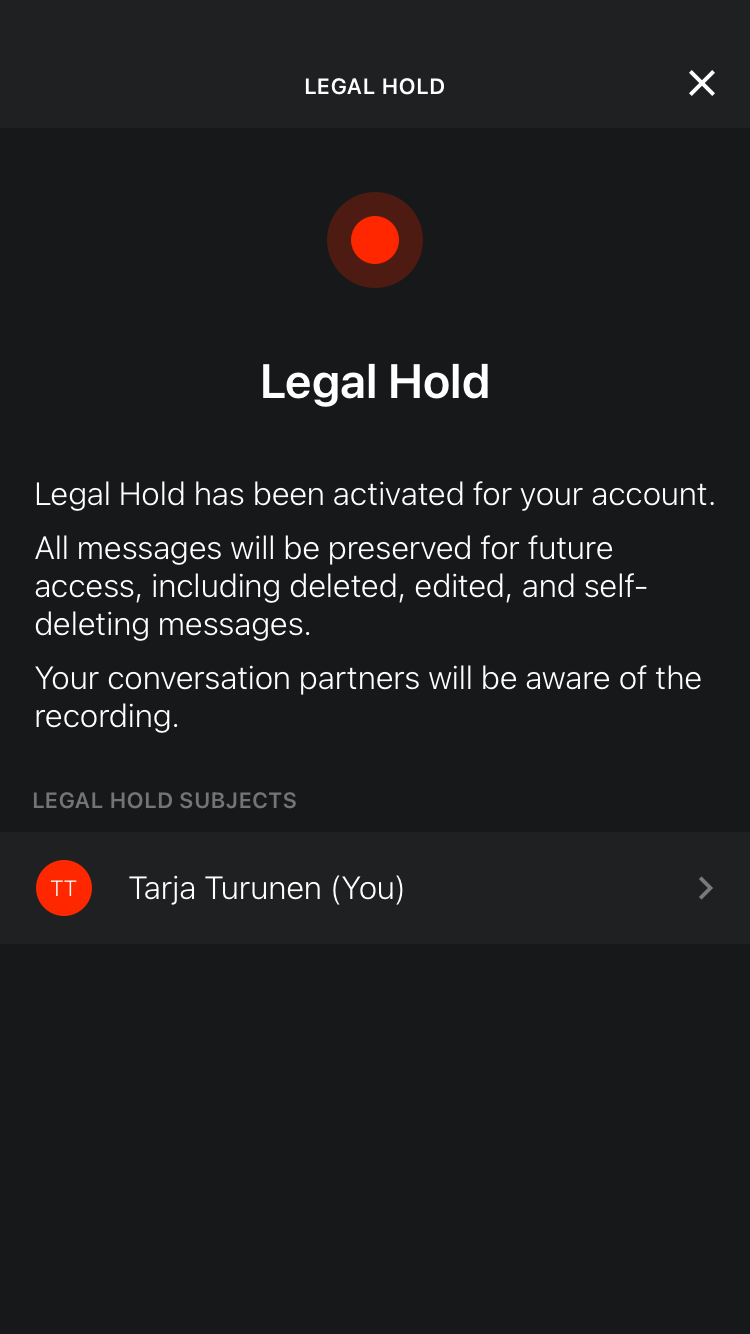 LEGAL HOLD
Legal Hold
Legal Hold has been activated for your account.
All messages will be preserved for future
access, including deleted, edited, and self-
deleting messages.
Your conversation partners will be aware of the
recording.
LEGAL HOLD SUBJECTS
TT Tarja Turunen (You)